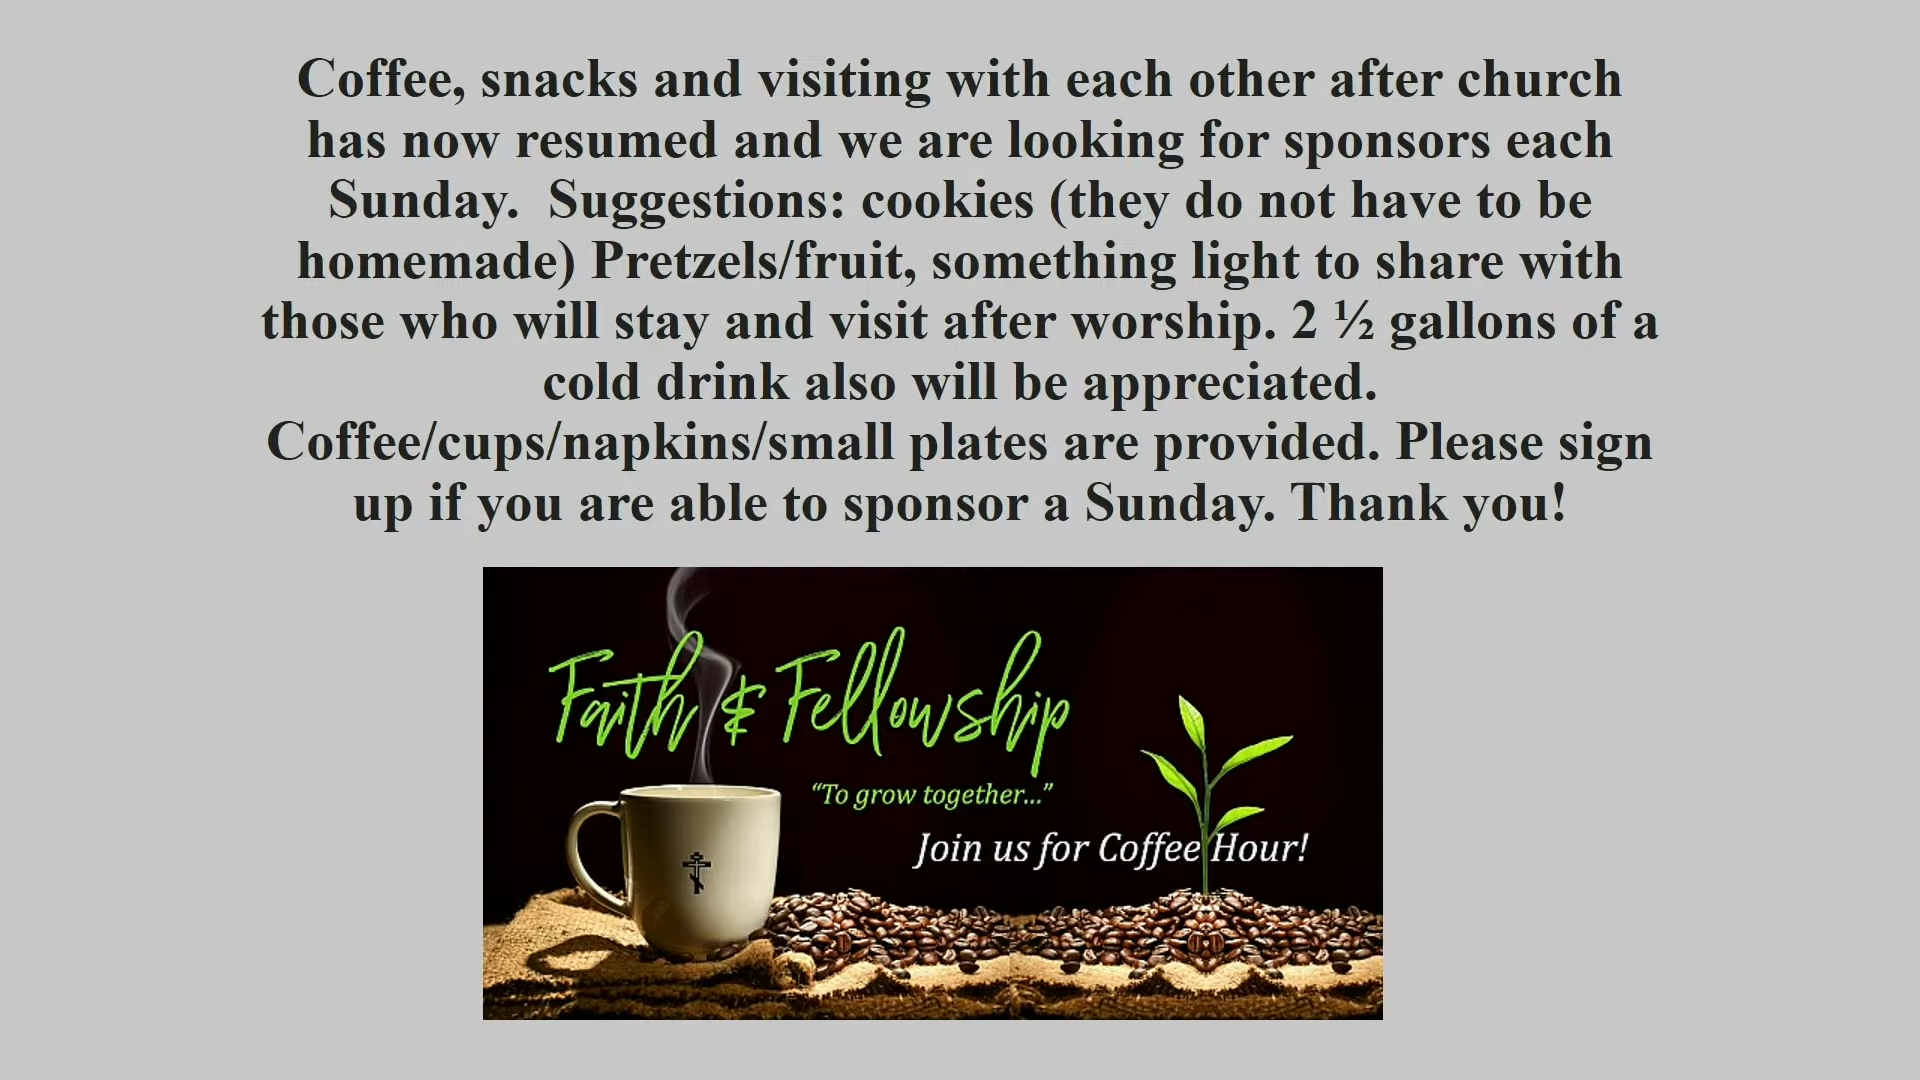 Coffee, snacks and visiting with each other after church
has now resumed and we are looking for sponsors each
Sunday.  Suggestions: cookies (they do not have to be
homemade) Pretzels/fruit, something light to share with
those who will stay and visit after worship. 2 ½ gallons of a
cold drink also will be appreciated.
Coffee/cups/napkins/small plates are provided. Please sign
up if you are able to sponsor a Sunday. Thank you!
Faith & Fellowship
“To grow together...”
Join us for Coffee Hour!